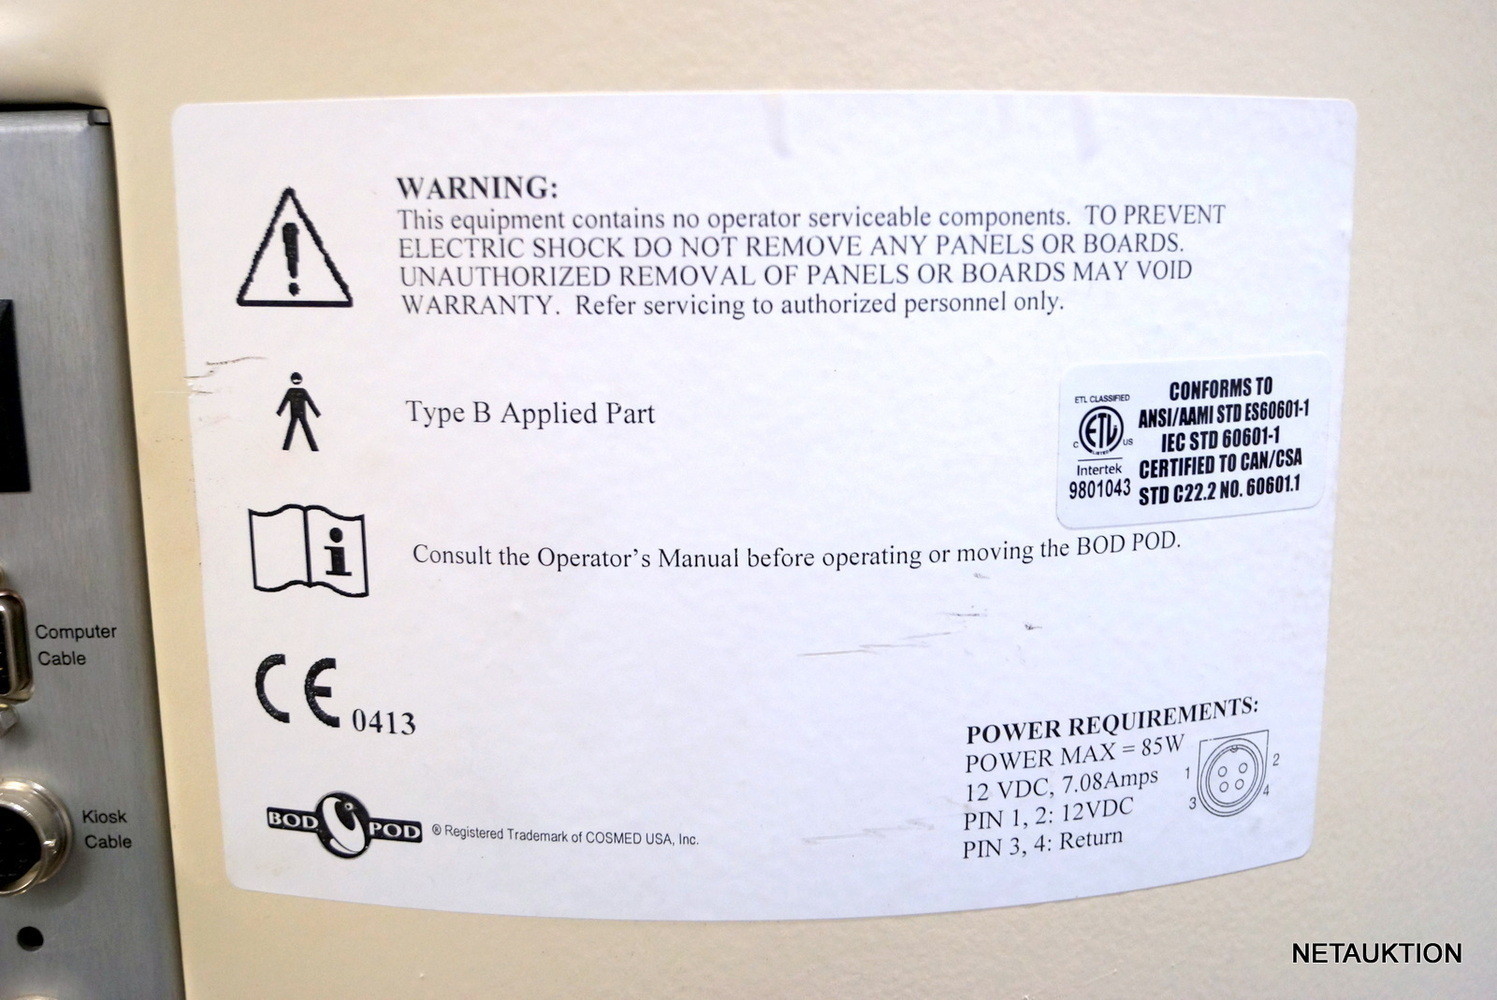 WARNING:
This equipment contains no operator serviceable components. TO PREVENT
ELECTRIC SHOCK DO NOT REMOVE ANY PANELS OR BOARDS.
UNAUTHORIZED REMOVAL OF PANELS OR BOARDS MAY VOID
WARRANTY. Refer servicing to authorized personnel only.
Type B Applied Part
ETL CLASSIFIED
ETL
C US
LISTED
Intertek
9801043
CONFORMS TO
ANSI/AAMI STD ES60601-1
IEC STD 60601-1
CERTIFIED TO CAN/CSA
STD C22.2 NO. 60601.1
i
Consult the Operator's Manual before operating or moving the BOD POD.
CE 0413
BOD POD ® Registered Trademark of COSMED USA, Inc.
POWER REQUIREMENTS:
POWER MAX = 85W
12 VDC, 7.08Amps
PIN 1, 2: 12VDC
PIN 3, 4: Return
1 2
3 4
Computer
Cable
Kiosk
Cable
NETAUKTION